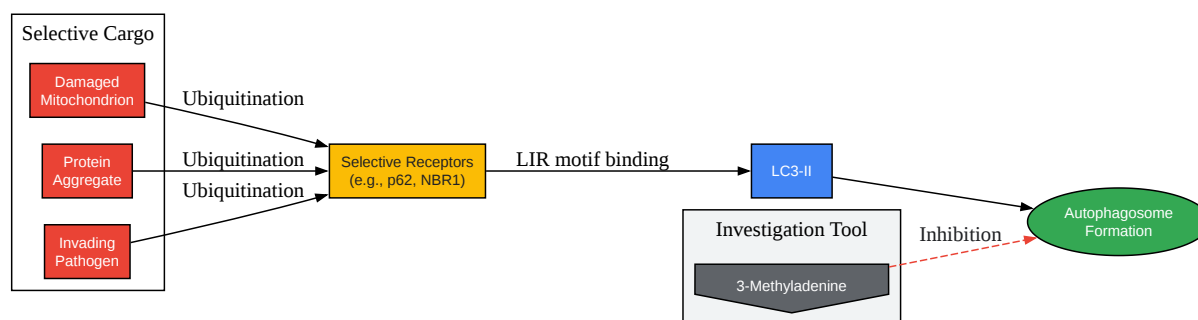 Selective Cargo
Damaged
Mitochondrion
Ubiquitination
Protein
Aggregate
Ubiquitination
Invading
Pathogen
Ubiquitination
Selective Receptors
(e.g., p62, NBR1)
LIR motif binding
LC3-II
Investigation Tool
3-Methyladenine
Inhibition
Autophagosome
Formation